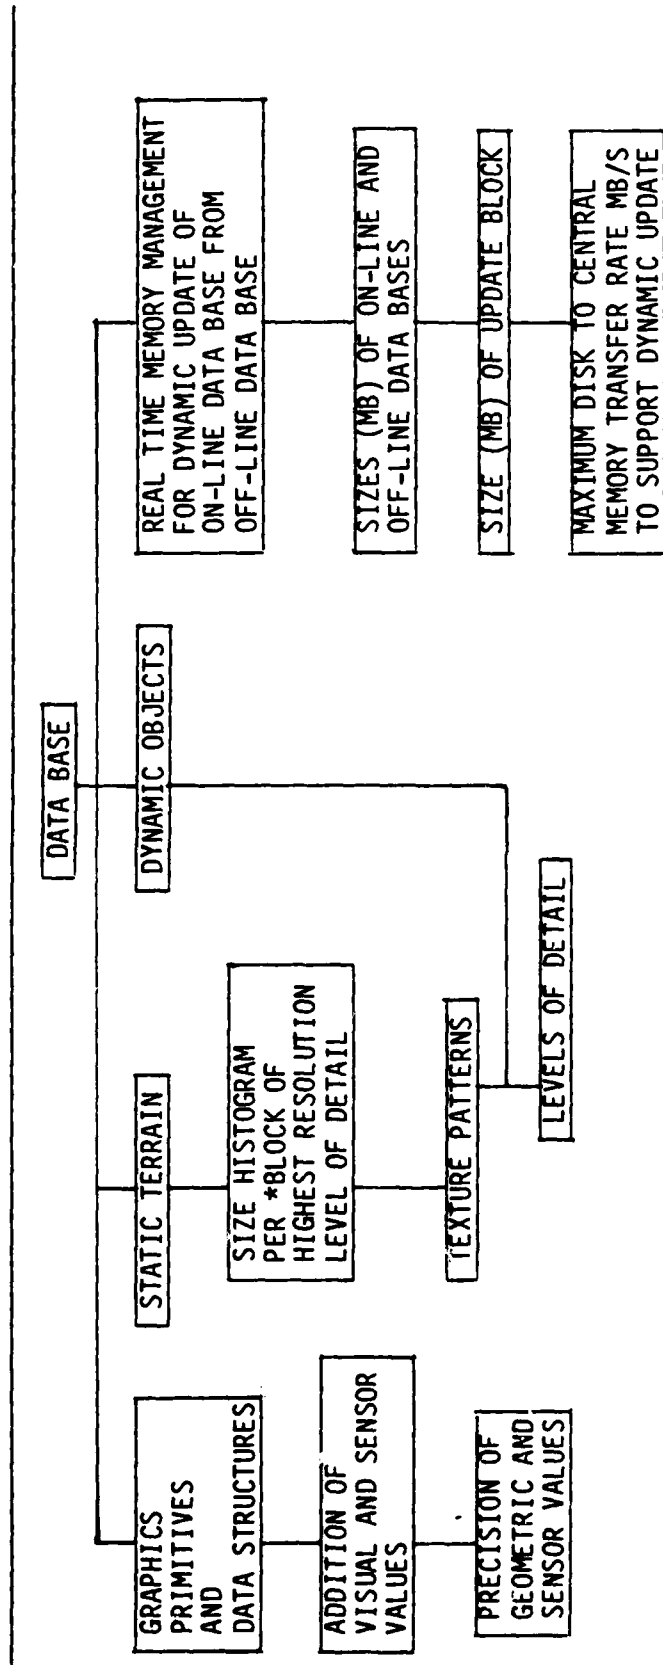 DATA BASE
GRAPHICS
PRIMITIVES
AND
DATA STRUCTURES
ADDITION OF
VISUAL AND SENSOR
VALUES
PRECISION OF
GEOMETRIC AND
SENSOR VALUES
STATIC TERRAIN
SIZE HISTOGRAM
PER *BLOCK OF
HIGHEST RESOLUTION
LEVEL OF DETAIL
TEXTURE PATTERNS
DYNAMIC OBJECTS
LEVELS OF DETAIL
REAL TIME MEMORY MANAGEMENT
FOR DYNAMIC UPDATE OF
ON-LINE DATA BASE FROM
OFF-LINE DATA BASE
SIZES (MB) OF ON-LINE AND
OFF-LINE DATA BASES
SIZE (MB) OF UPDATE BLOCK
MAXIMUM DISK TO CENTRAL
MEMORY TRANSFER RATE MB/S
TO SUPPORT DYNAMIC UPDATE